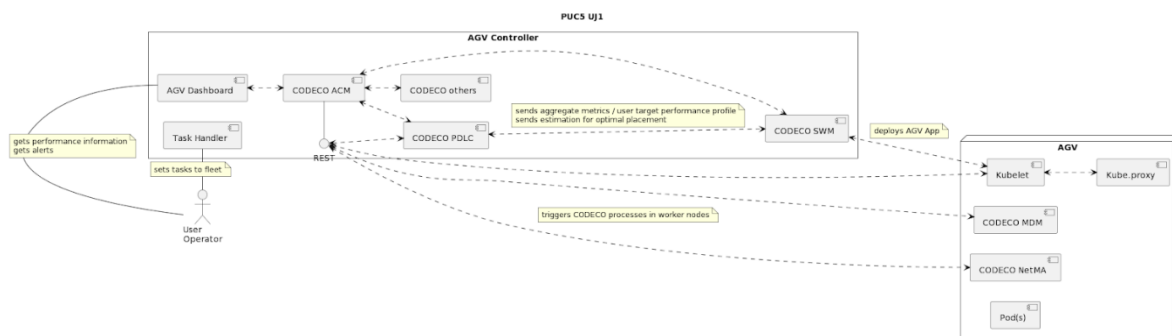 PUC5 UJ1
AGV Controller
AGV Dashboard
CODECO ACM
CODECO others
sends aggregate metrics / user target performance profile
sends estimation for optimal placement
CODECO SWM
deploys AGV App
Task Handler
CODECO PDLC
REST
gets performance information
gets alerts
sets tasks to fleet
User
Operator
triggers CODECO processes in worker nodes
AGV
Kubelet
Kube.proxy
CODECO MDM
CODECO NetMA
Pod(s)